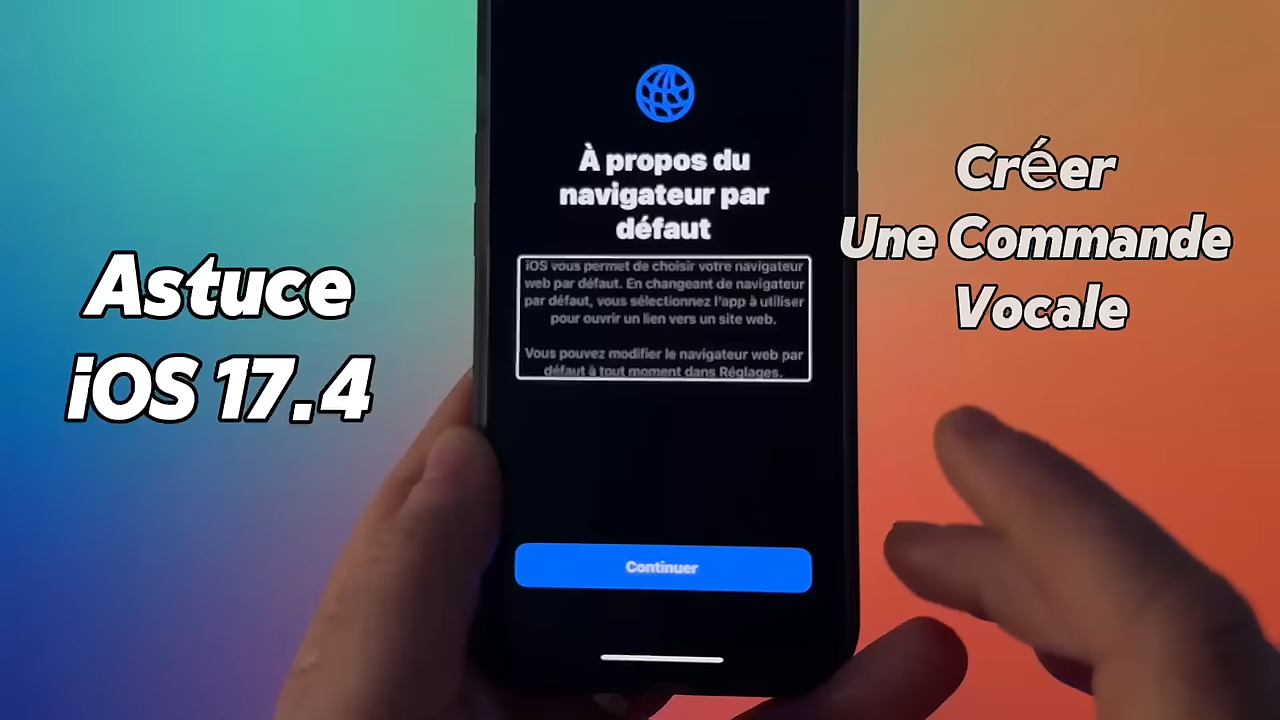 Astuce
iOS 17.4
À propos du
navigateur par
défaut
iOS vous permet de choisir votre navigateur
web par défaut. En changeant de navigateur
par défaut, vous sélectionnez l'app à utiliser
pour ouvrir un lien vers un site web.
Vous pouvez modifier le navigateur web par
défaut à tout moment dans Réglages.
Continuer
Créer
Une Commande
Vocale